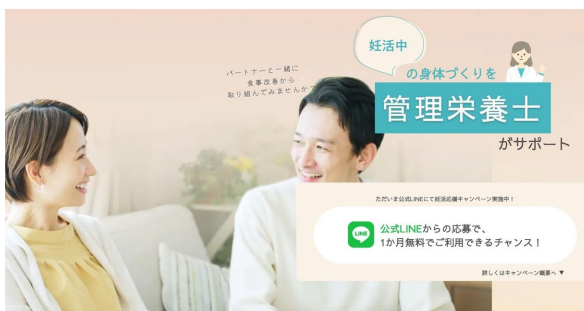 妊活中
の身体づくりを
管理栄養士
がサポート
パートナーと一緒に
食事改善から
取り組んでみませんか?
ただいま公式LINEにて妊活応援キャンペーン実施中!
LINE
公式LINEからの応募で、
1か月無料でご利用できるチャンス!
詳しくはキャンペーン概要へ ▼